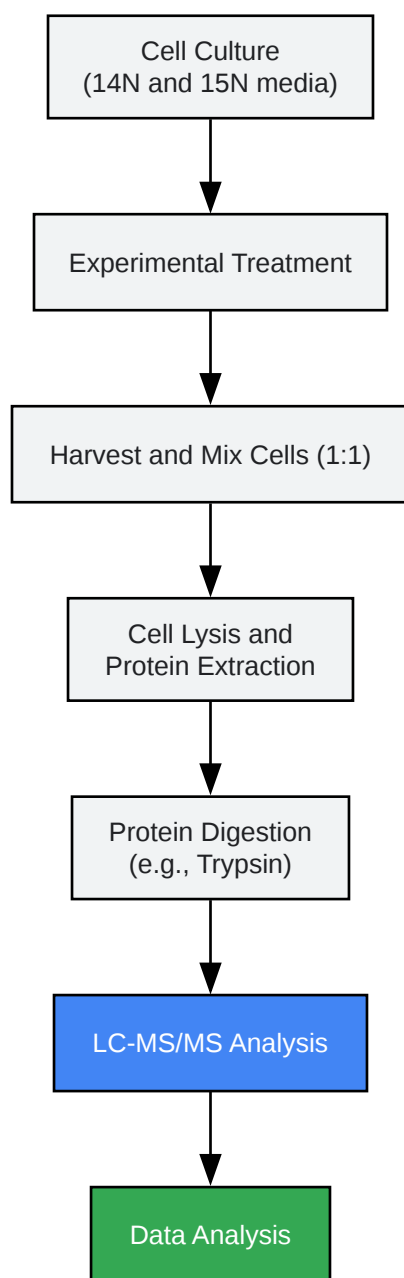 Cell Culture
(14N and 15N media)
Experimental Treatment
Harvest and Mix Cells (1:1)
Cell Lysis and
Protein Extraction
Protein Digestion
(e.g., Trypsin)
LC-MS/MS Analysis
Data Analysis